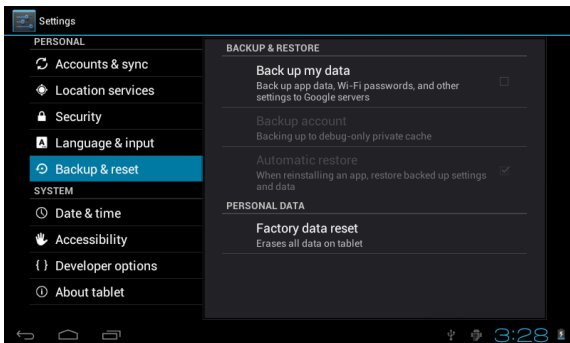 Settings
PERSONAL
Accounts & sync
Location services
Security
A Language & input
Backup & reset
SYSTEM
Date & time
Accessibility
{ } Developer options
About tablet
BACKUP & RESTORE
Back up my data
Back up app data, Wi-Fi passwords, and other
settings to Google servers
Backup account
Backing up to debug-only private cache
Automatic restore
When reinstalling an app, restore backed up settings
and data
PERSONAL DATA
Factory data reset
Erases all data on tablet
3:28